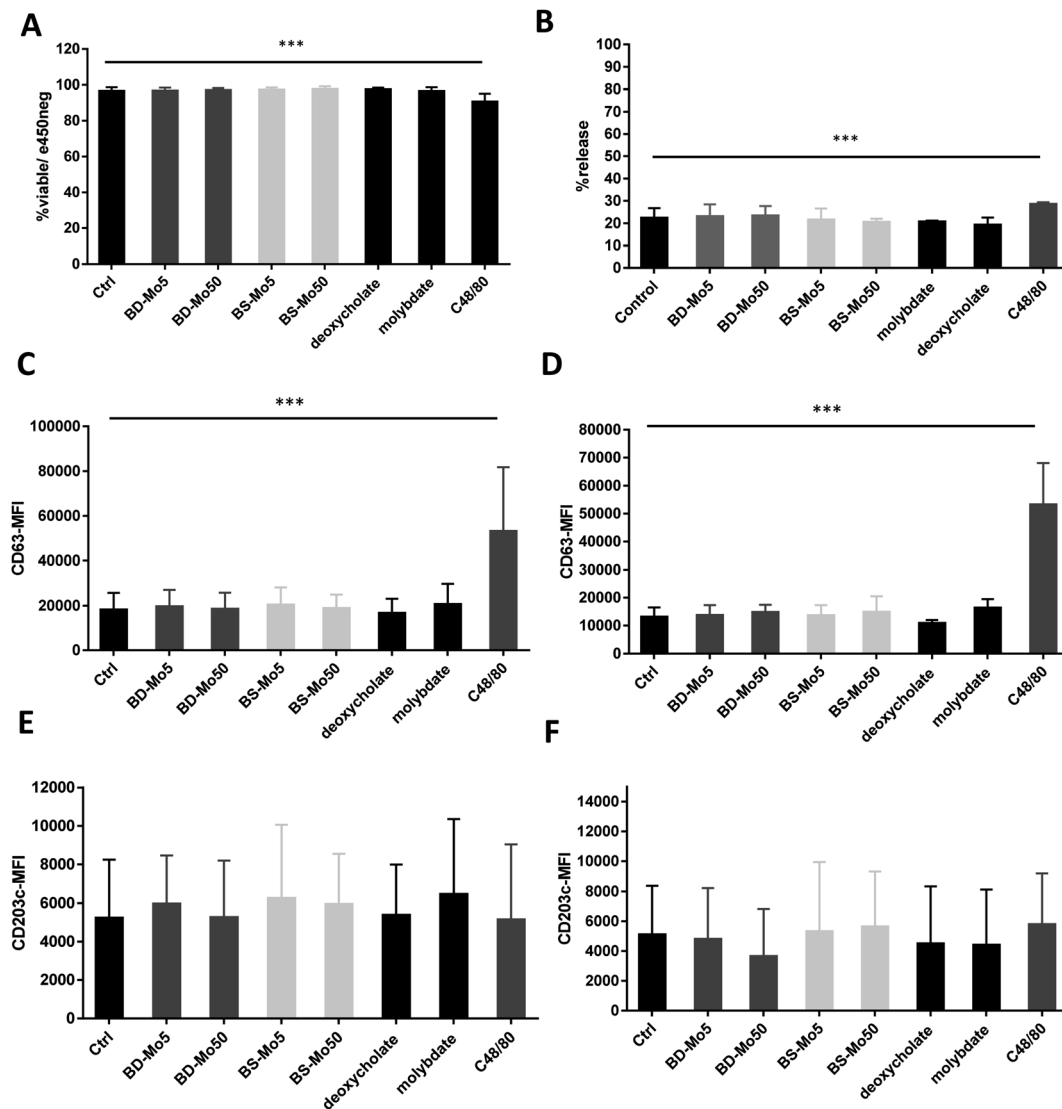 A
***
%viable/ e450neg
120
100
80
60
40
20
0
Ctrl
BD-Mo5
BD-Mo50
BS-Mo5
BS-Mo50
deoxycholate
molybdate
C48/80
B
***
%release
100
90
80
70
60
50
40
30
20
10
0
Control
BD-Mo5
BD-Mo50
BS-Mo5
BS-Mo50
molybdate
deoxycholate
C48/80
C
***
CD63-MFI
100000
80000
60000
40000
20000
0
Ctrl
BD-Mo5
BD-Mo50
BS-Mo5
BS-Mo50
deoxycholate
molybdate
C48/80
D
***
CD63-MFI
80000
70000
60000
50000
40000
30000
20000
10000
0
Ctrl
BD-Mo5
BD-Mo50
BS-Mo5
BS-Mo50
deoxycholate
molybdate
C48/80
E
CD203c-MFI
12000
10000
8000
6000
4000
2000
0
Ctrl
BD-Mo5
BD-Mo50
BS-Mo5
BS-Mo50
deoxycholate
molybdate
C48/80
F
CD203c-MFI
14000
12000
10000
8000
6000
4000
2000
0
Ctrl
BD-Mo5
BD-Mo50
BS-Mo5
BS-Mo50
deoxycholate
molybdate
C48/80